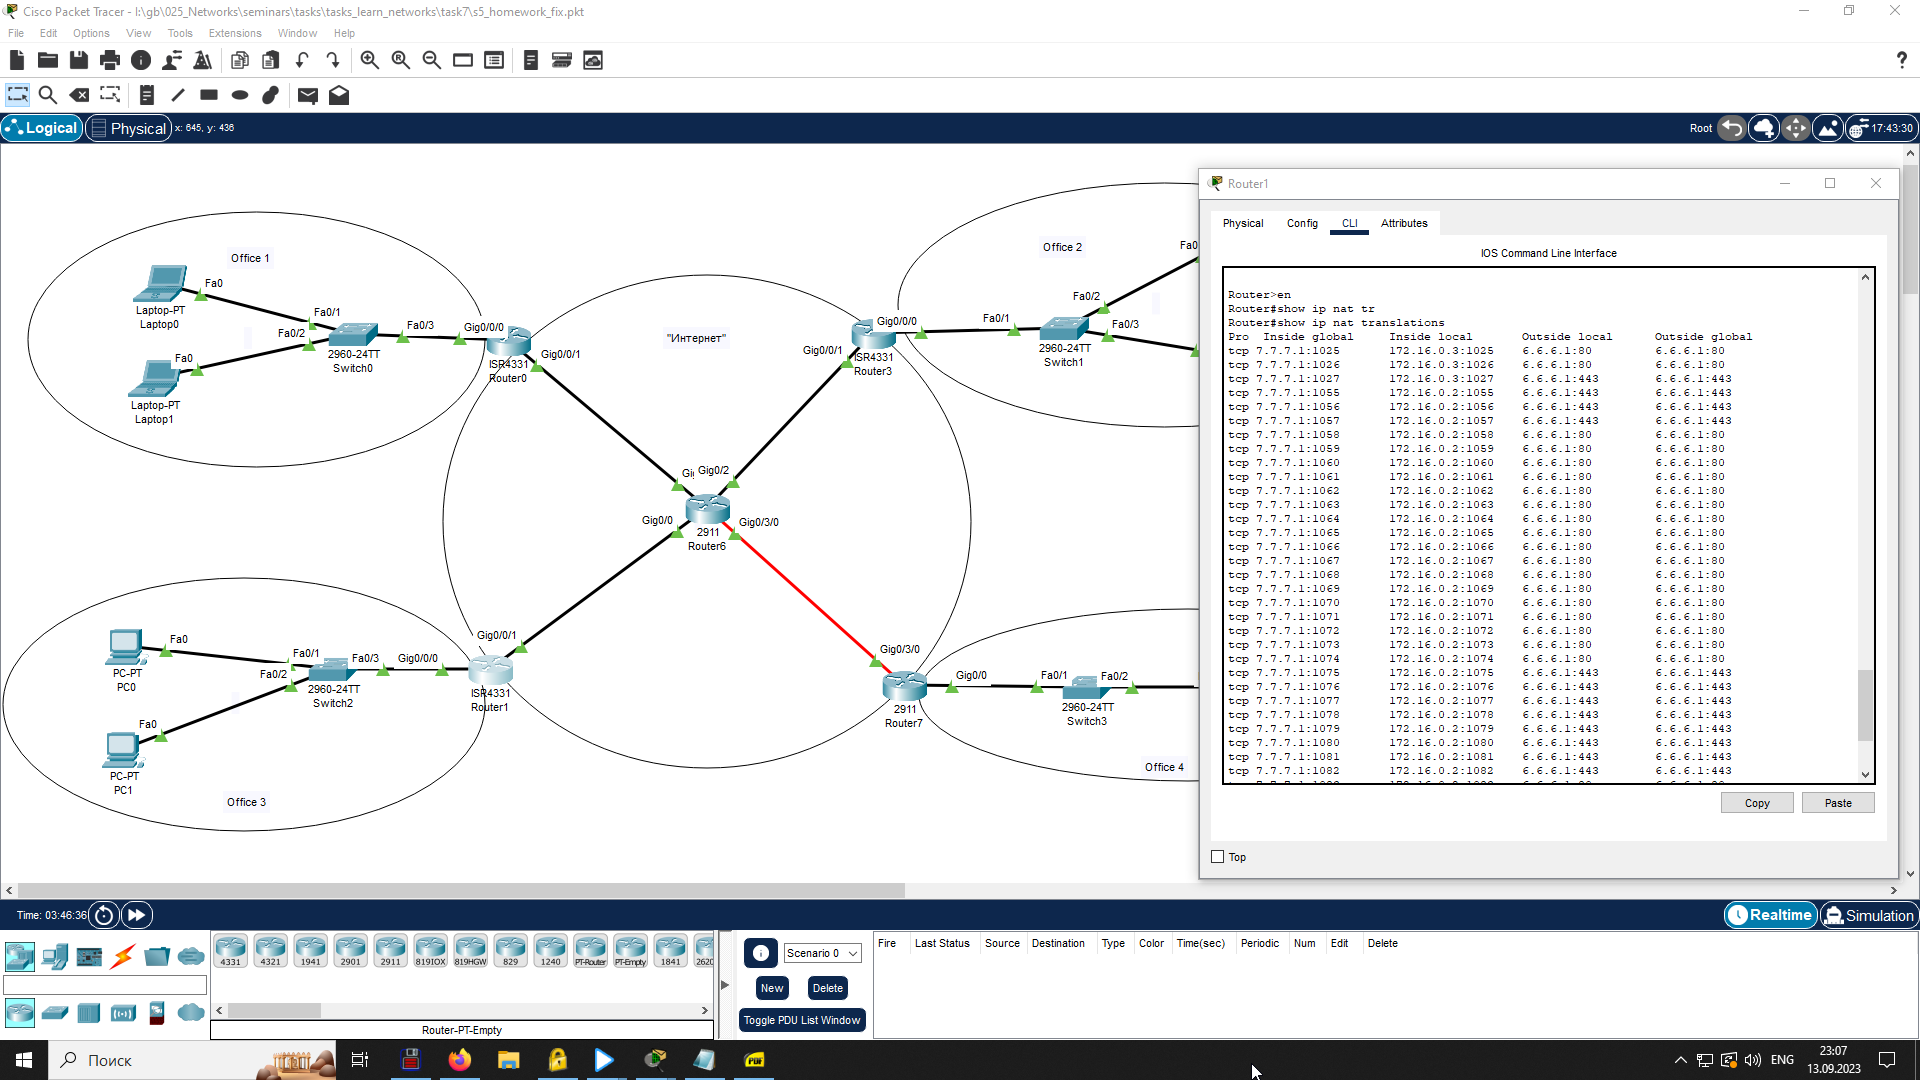 Cisco Packet Tracer - I:\gb\025_Networks\seminars\tasks\tasks_learn_networks\task7\s5_homework_fix.pkt
File Edit Options View Tools Extensions Window Help
Logical Physical x: 645, y: 436 Root 17:43:30
Office 1
Fa0
Laptop-PT
Laptop0
Fa0/1
Fa0/2
Fa0/3
Gig0/0/0
2960-24TT
Switch0
Fa0
Laptop-PT
Laptop1
Gig0/0/1
ISR4331
Router0
"Интернет"
Gig0/0/0
Gig0/0/1
ISR4331
Router3
Office 2
Fa0
Fa0/2
Fa0/1
Fa0/3
2960-24TT
Switch1
Gi
Gig0/2
Gig0/0
Gig0/3/0
2911
Router6
Fa0
PC-PT
PC0
Fa0/1
Fa0/2
Fa0/3
Gig0/0/0
2960-24TT
Switch2
Gig0/0/1
ISR4331
Router1
Fa0
PC-PT
PC1
Office 3
Gig0/3/0
Gig0/0
2911
Router7
Fa0/1
Fa0/2
2960-24TT
Switch3
Office 4
Router1
Physical Config CLI Attributes
IOS Command Line Interface
Router>en
Router#show ip nat tr
Router#show ip nat translations
Pro Inside global Inside local Outside local Outside global
tcp 7.7.7.1:1025 172.16.0.3:1025 6.6.6.1:80 6.6.6.1:80
tcp 7.7.7.1:1026 172.16.0.3:1026 6.6.6.1:80 6.6.6.1:80
tcp 7.7.7.1:1027 172.16.0.3:1027 6.6.6.1:443 6.6.6.1:443
tcp 7.7.7.1:1055 172.16.0.2:1055 6.6.6.1:443 6.6.6.1:443
tcp 7.7.7.1:1056 172.16.0.2:1056 6.6.6.1:443 6.6.6.1:443
tcp 7.7.7.1:1057 172.16.0.2:1057 6.6.6.1:443 6.6.6.1:443
tcp 7.7.7.1:1058 172.16.0.2:1058 6.6.6.1:80 6.6.6.1:80
tcp 7.7.7.1:1059 172.16.0.2:1059 6.6.6.1:80 6.6.6.1:80
tcp 7.7.7.1:1060 172.16.0.2:1060 6.6.6.1:80 6.6.6.1:80
tcp 7.7.7.1:1061 172.16.0.2:1061 6.6.6.1:80 6.6.6.1:80
tcp 7.7.7.1:1062 172.16.0.2:1062 6.6.6.1:80 6.6.6.1:80
tcp 7.7.7.1:1063 172.16.0.2:1063 6.6.6.1:80 6.6.6.1:80
tcp 7.7.7.1:1064 172.16.0.2:1064 6.6.6.1:80 6.6.6.1:80
tcp 7.7.7.1:1065 172.16.0.2:1065 6.6.6.1:80 6.6.6.1:80
tcp 7.7.7.1:1066 172.16.0.2:1066 6.6.6.1:80 6.6.6.1:80
tcp 7.7.7.1:1067 172.16.0.2:1067 6.6.6.1:80 6.6.6.1:80
tcp 7.7.7.1:1068 172.16.0.2:1068 6.6.6.1:80 6.6.6.1:80
tcp 7.7.7.1:1069 172.16.0.2:1069 6.6.6.1:80 6.6.6.1:80
tcp 7.7.7.1:1070 172.16.0.2:1070 6.6.6.1:80 6.6.6.1:80
tcp 7.7.7.1:1071 172.16.0.2:1071 6.6.6.1:80 6.6.6.1:80
tcp 7.7.7.1:1072 172.16.0.2:1072 6.6.6.1:80 6.6.6.1:80
tcp 7.7.7.1:1073 172.16.0.2:1073 6.6.6.1:80 6.6.6.1:80
tcp 7.7.7.1:1074 172.16.0.2:1074 6.6.6.1:80 6.6.6.1:80
tcp 7.7.7.1:1075 172.16.0.2:1075 6.6.6.1:443 6.6.6.1:443
tcp 7.7.7.1:1076 172.16.0.2:1076 6.6.6.1:443 6.6.6.1:443
tcp 7.7.7.1:1077 172.16.0.2:1077 6.6.6.1:443 6.6.6.1:443
tcp 7.7.7.1:1078 172.16.0.2:1078 6.6.6.1:443 6.6.6.1:443
tcp 7.7.7.1:1079 172.16.0.2:1079 6.6.6.1:443 6.6.6.1:443
tcp 7.7.7.1:1080 172.16.0.2:1080 6.6.6.1:443 6.6.6.1:443
tcp 7.7.7.1:1081 172.16.0.2:1081 6.6.6.1:443 6.6.6.1:443
tcp 7.7.7.1:1082 172.16.0.2:1082 6.6.6.1:443 6.6.6.1:443
Copy Paste
Top
Time: 03:46:36 Realtime Simulation
4331 4321 1941 2901 2911 819IOX 819HGW 829 1240 PT-Router PT-Empty 1841 2620
Router-PT-Empty
Scenario 0
New Delete
Toggle PDU List Window
Fire Last Status Source Destination Type Color Time(sec) Periodic Num Edit Delete
Поиск
PDF
ENG
23:07
13.09.2023